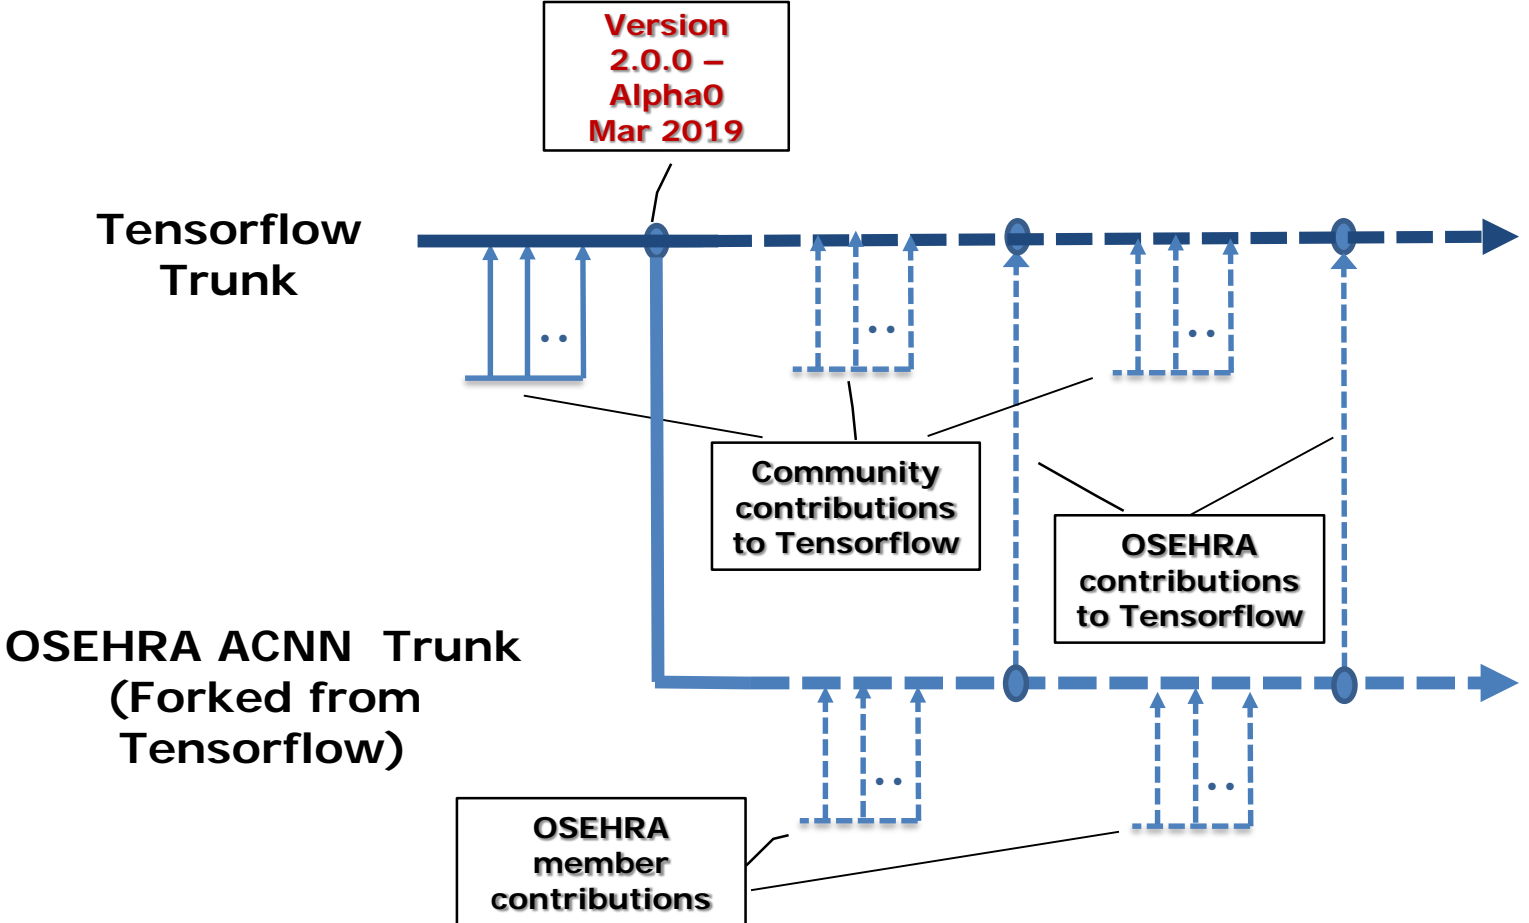 Version
2.0.0 –
Alpha0
Mar 2019
Tensorflow
Trunk
..
..
..
Community
contributions
to Tensorflow
OSEHRA
contributions
to Tensorflow
OSEHRA ACNN  Trunk
(Forked from
Tensorflow)
..
..
OSEHRA
member
contributions